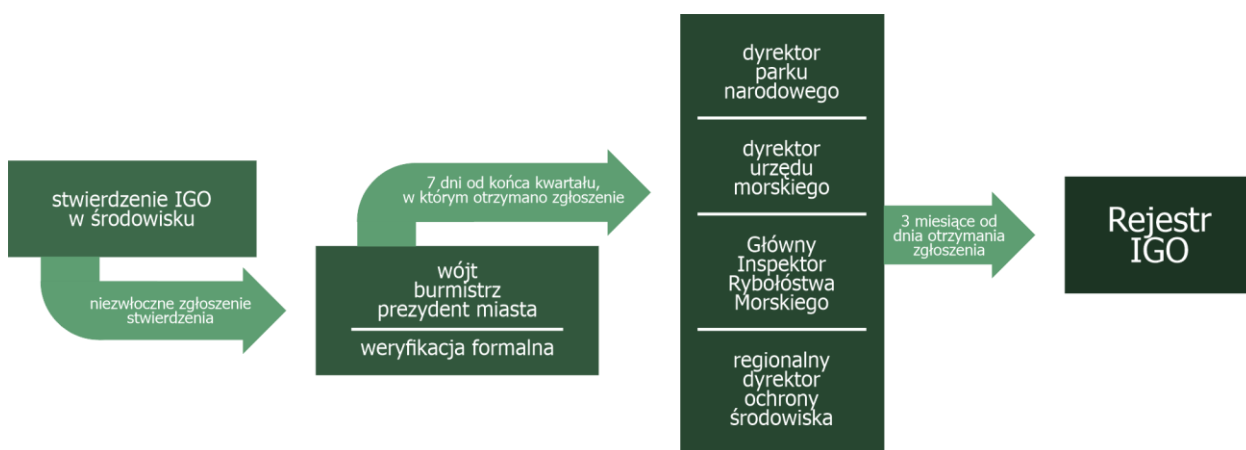 stwierdzenie IGO
w środowisku
niezwłoczne zgłoszenie
stwierdzenia
7 dni od końca kwartału,
w którym otrzymano zgłoszenie
wójt
burmistrz
prezydent miasta
weryfikacja formalna
dyrektor
parku
narodowego
dyrektor
urzędu
morskiego
Główny
Inspektor
Rybołóstwa
Morskiego
regionalny
dyrektor
ochrony
środowiska
3 miesiące od
dnia otrzymania
zgłoszenia
Rejestr
IGO